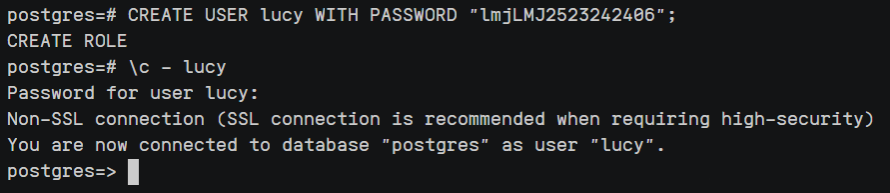 postgres=# CREATE USER lucy WITH PASSWORD "lmjLMJ2523242406";
CREATE ROLE
postgres=# \c - lucy
Password for user lucy:
Non-SSL connection (SSL connection is recommended when requiring high-security)
You are now connected to database "postgres" as user "lucy".
postgres=>